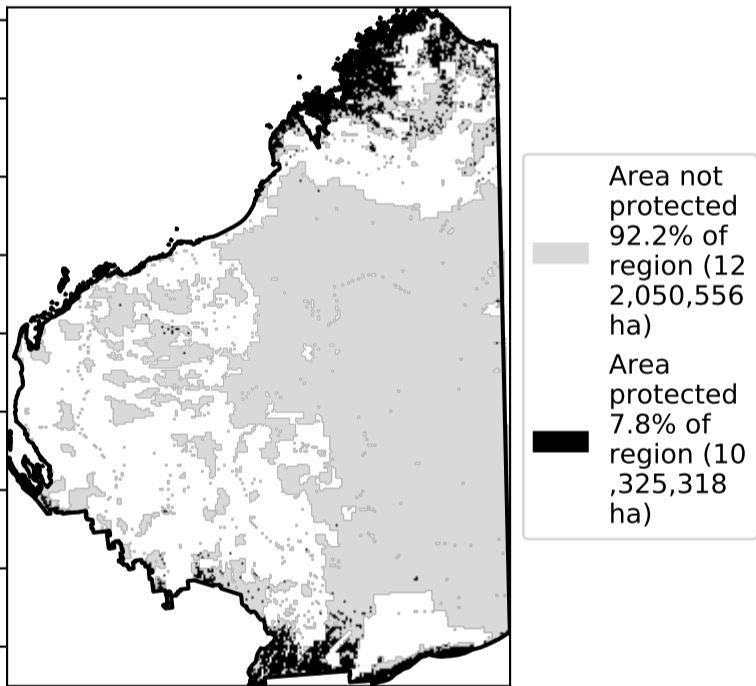 Area not
protected
92.2% of
region (12
2,050,556
ha)
Area
protected
7.8% of
region (10
,325,318
ha)